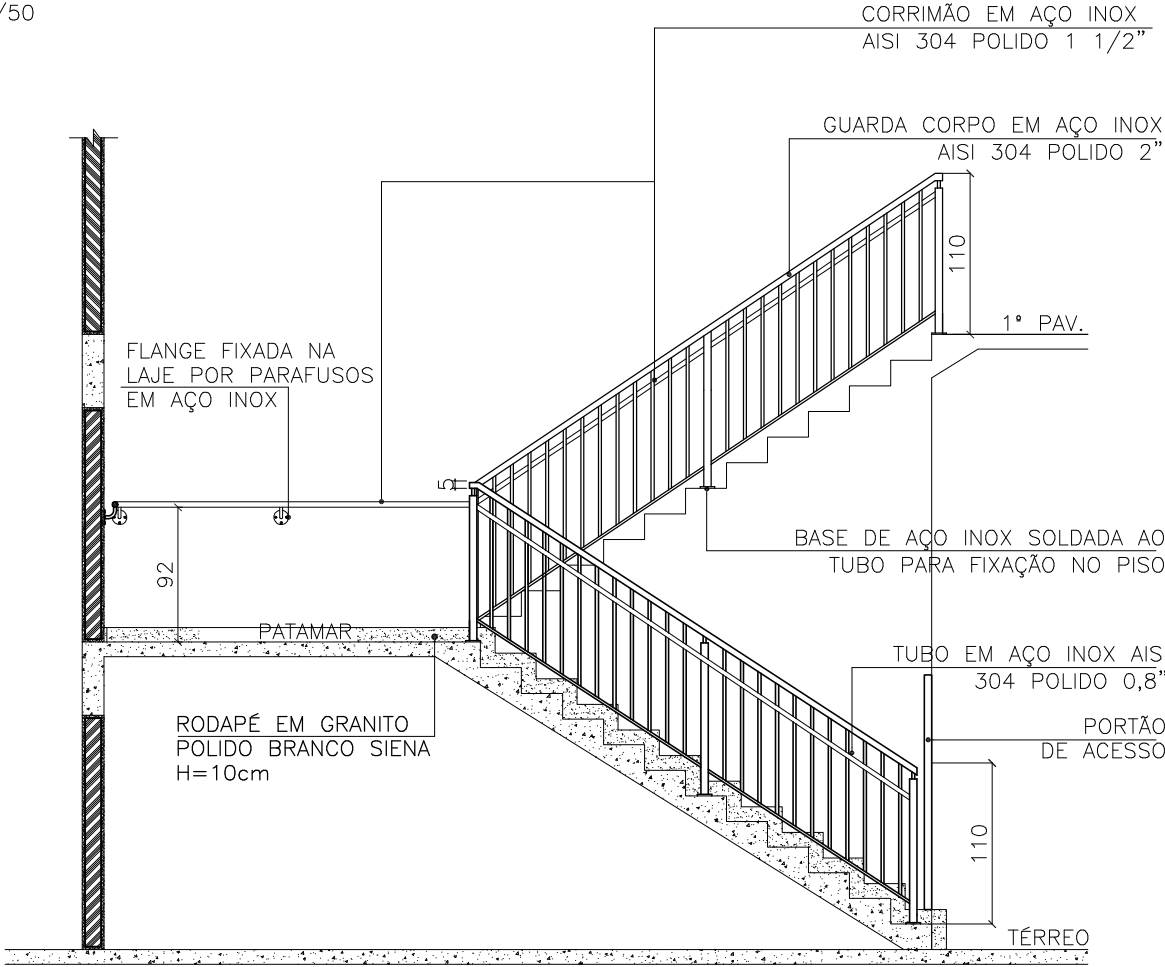 /50
CORRIMÃO EM AÇO INOX
AISI 304 POLIDO 1 1/2"
GUARDA CORPO EM AÇO INOX
AISI 304 POLIDO 2"
110
1º PAV.
FLANGE FIXADA NA
LAJE POR PARAFUSOS
EM AÇO INOX
5
92
BASE DE AÇO INOX SOLDADA AO
TUBO PARA FIXAÇÃO NO PISO
PATAMAR
TUBO EM AÇO INOX AIS
304 POLIDO 0,8"
RODAPÉ EM GRANITO
POLIDO BRANCO SIENA
H=10cm
PORTÃO
DE ACESSO
110
TÉRREO